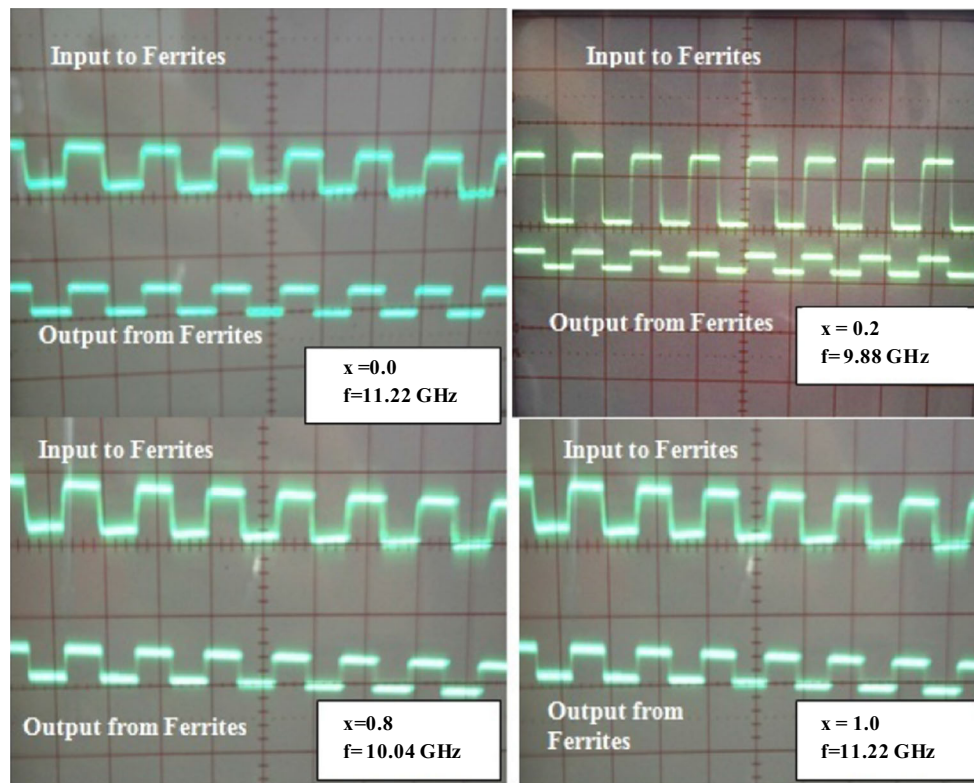 Input to Ferrites
Output from Ferrites
x =0.0
f=11.22 GHz
Input to Ferrites
Output from Ferrites
x = 0.2
f= 9.88 GHz
Input to Ferrites
Output from Ferrites
x=0.8
f= 10.04 GHz
Input to Ferrites
Output from
Ferrites
x = 1.0
f=11.22 GHz